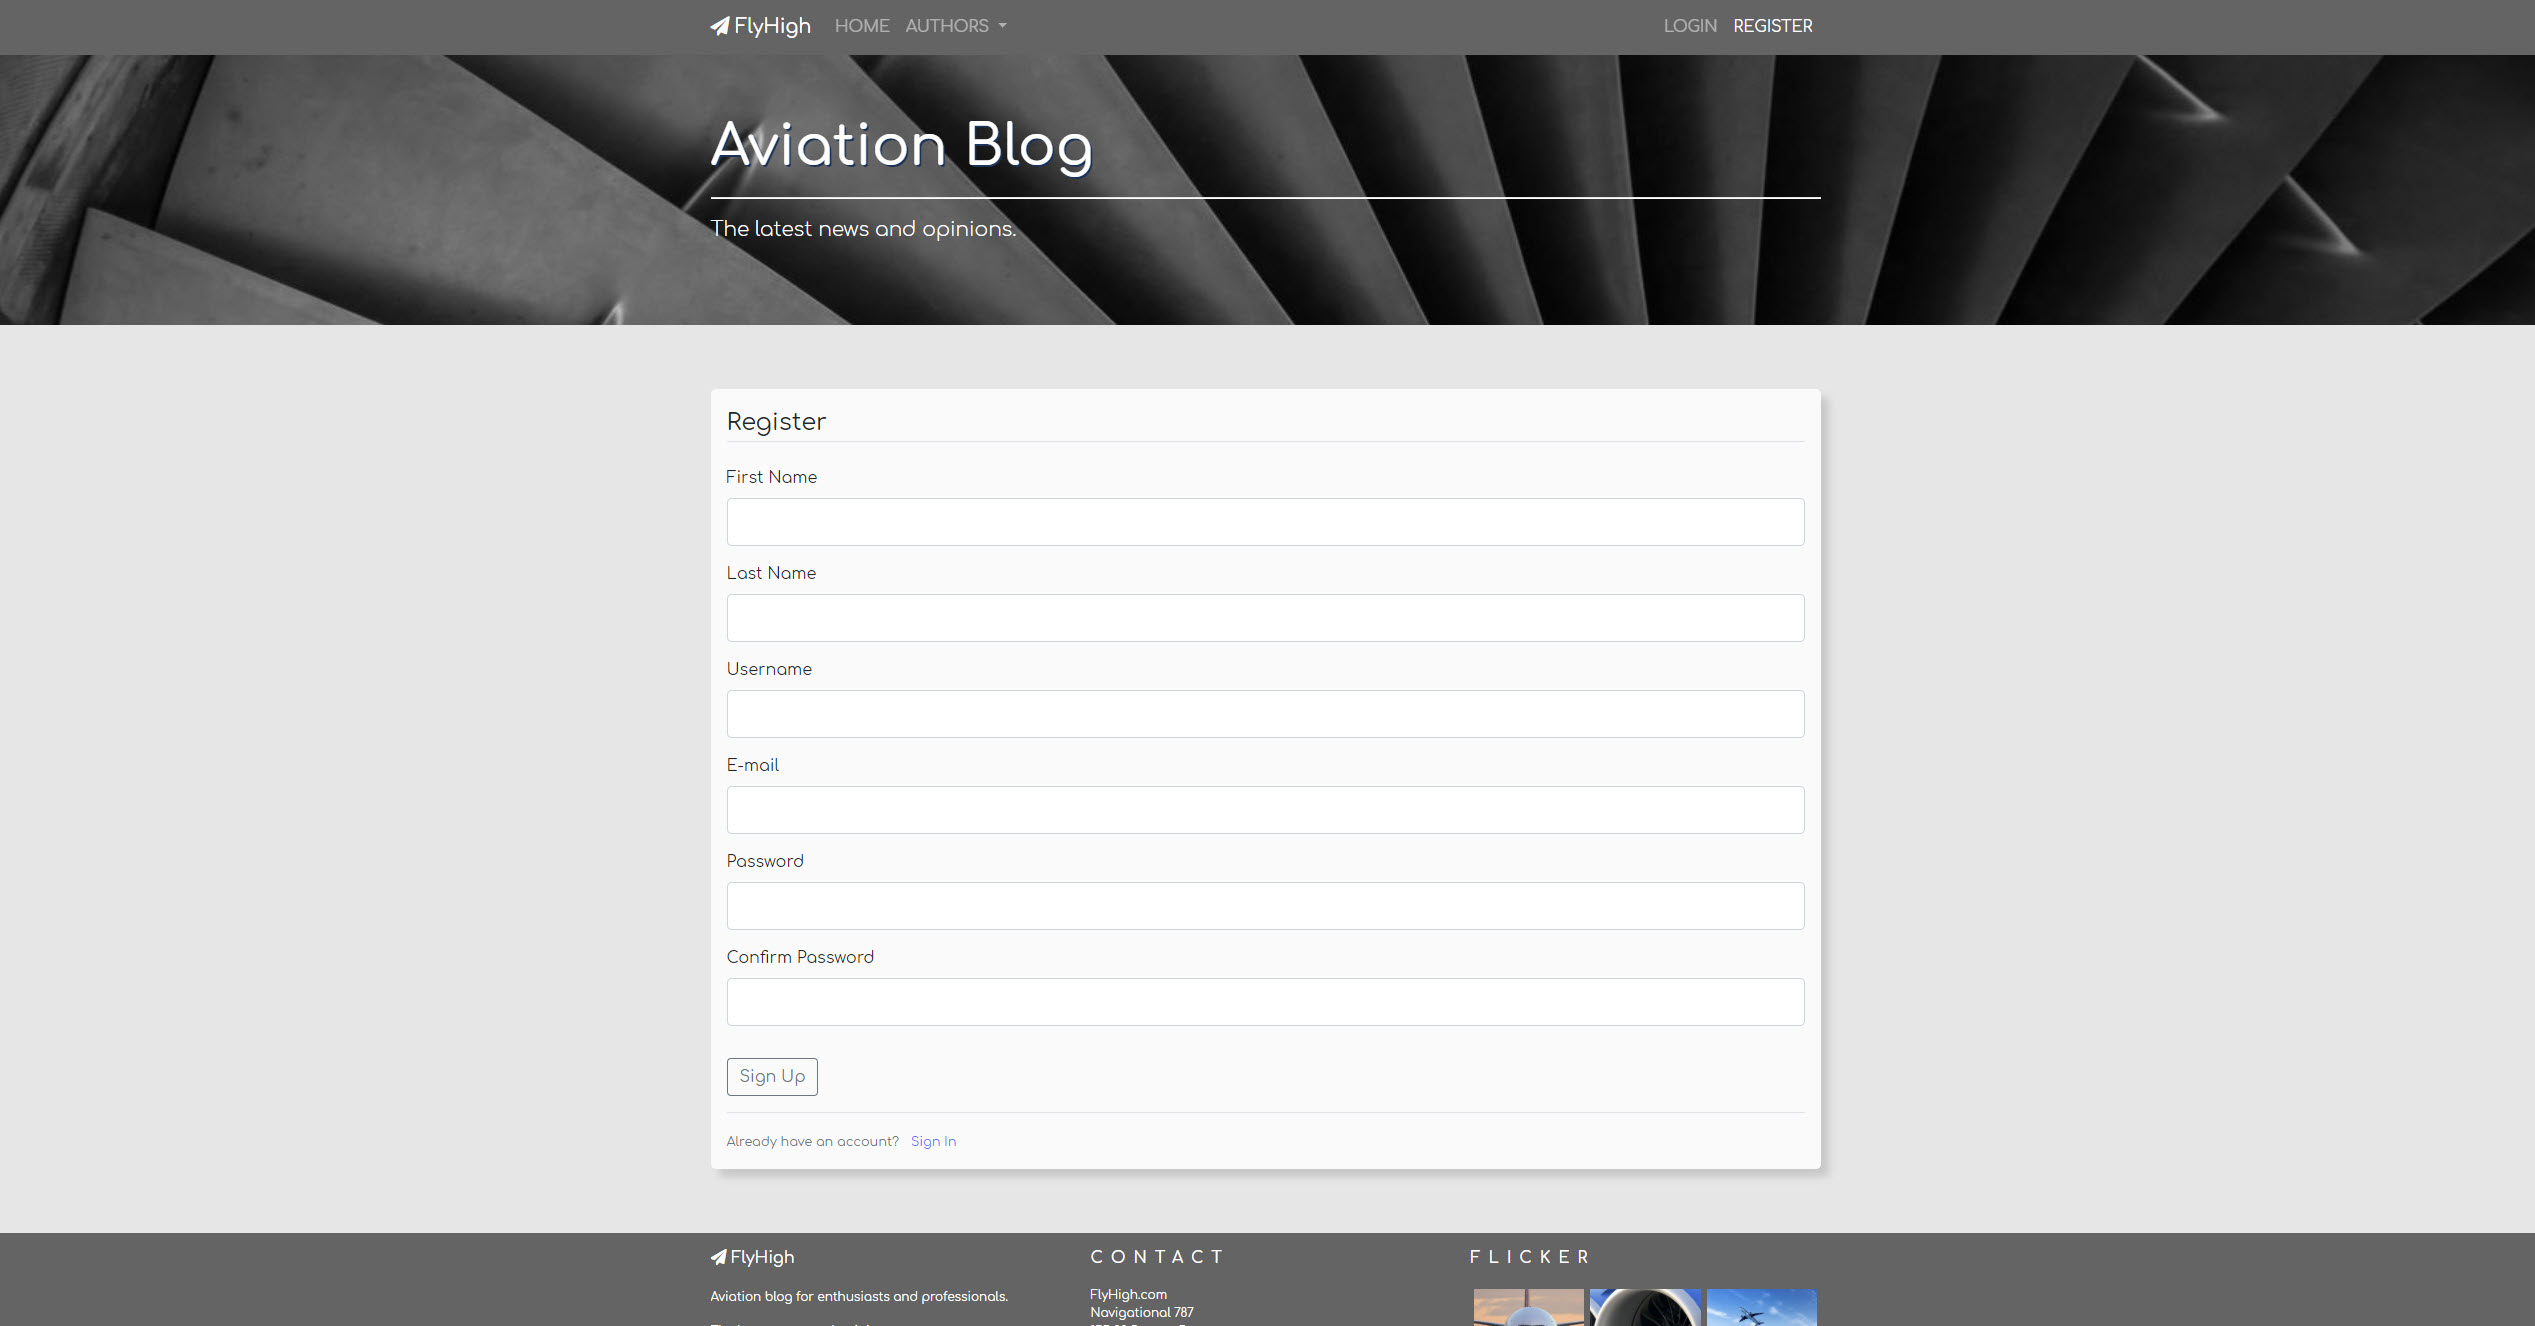 FlyHigh HOME AUTHORS LOGIN REGISTER
Aviation Blog
The latest news and opinions.
Register
First Name
Last Name
Username
E-mail
Password
Confirm Password
Sign Up
Already have an account? Sign In
FlyHigh
Aviation blog for enthusiasts and professionals.
CONTACT
FlyHigh.com
Navigational 787
FLICKER